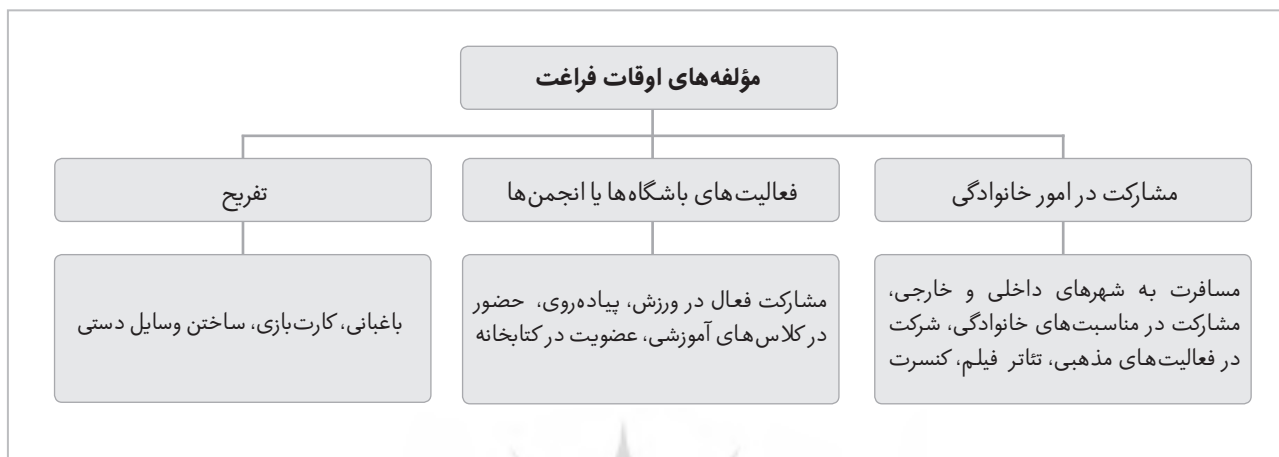 مؤلفه‌های اوقات فراغت
مشارکت در امور خانوادگی
فعالیت‌های باشگاه‌ها یا انجمن‌ها
تفریح
مسافرت به شهرهای داخلی و خارجی،
مشارکت در مناسبت‌های خانوادگی، شرکت
در فعالیت‌های مذهبی، تئاتر فیلم، کنسرت
مشارکت فعال در ورزش، پیاده‌روی، حضور
در کلاس‌های آموزشی، عضویت در کتابخانه
باغبانی، کارت‌بازی، ساختن وسایل دستی